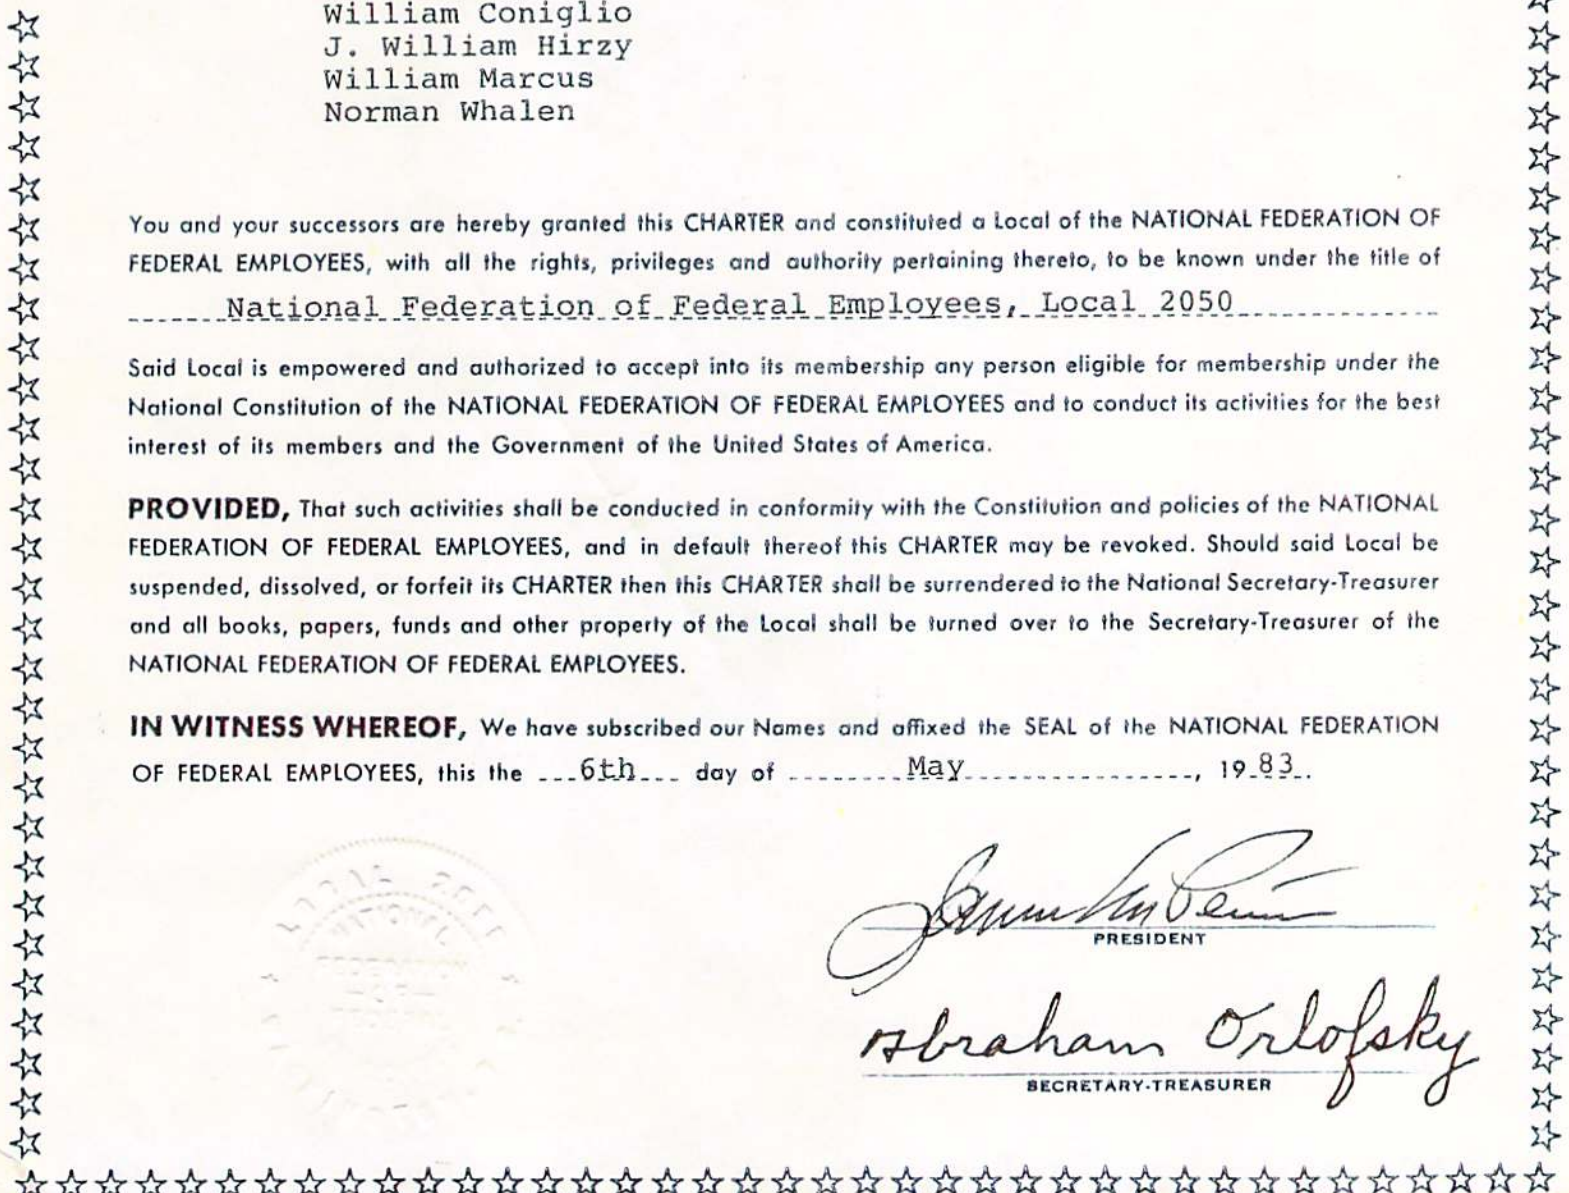 William Coniglio
J. William Hirzy
William Marcus
Norman Whalen
You and your successors are hereby granted this CHARTER and constituted a Local of the NATIONAL FEDERATION OF
FEDERAL EMPLOYEES, with all the rights, privileges and authority pertaining thereto, to be known under the title of
National Federation of Federal Employees, Local 2050
Said Local is empowered and authorized to accept into its membership any person eligible for membership under the
National Constitution of the NATIONAL FEDERATION OF FEDERAL EMPLOYEES and to conduct its activities for the best
interest of its members and the Government of the United States of America.
PROVIDED, That such activities shall be conducted in conformity with the Constitution and policies of the NATIONAL
FEDERATION OF FEDERAL EMPLOYEES, and in default thereof this CHARTER may be revoked. Should said Local be
suspended, dissolved, or forfeit its CHARTER then this CHARTER shall be surrendered to the National Secretary-Treasurer
and all books, papers, funds and other property of the Local shall be turned over to the Secretary-Treasurer of the
NATIONAL FEDERATION OF FEDERAL EMPLOYEES.
IN WITNESS WHEREOF, We have subscribed our Names and affixed the SEAL of the NATIONAL FEDERATION
OF FEDERAL EMPLOYEES, this the 6th day of May, 1983.
PRESIDENT
Abraham Orlofsky
SECRETARY-TREASURER